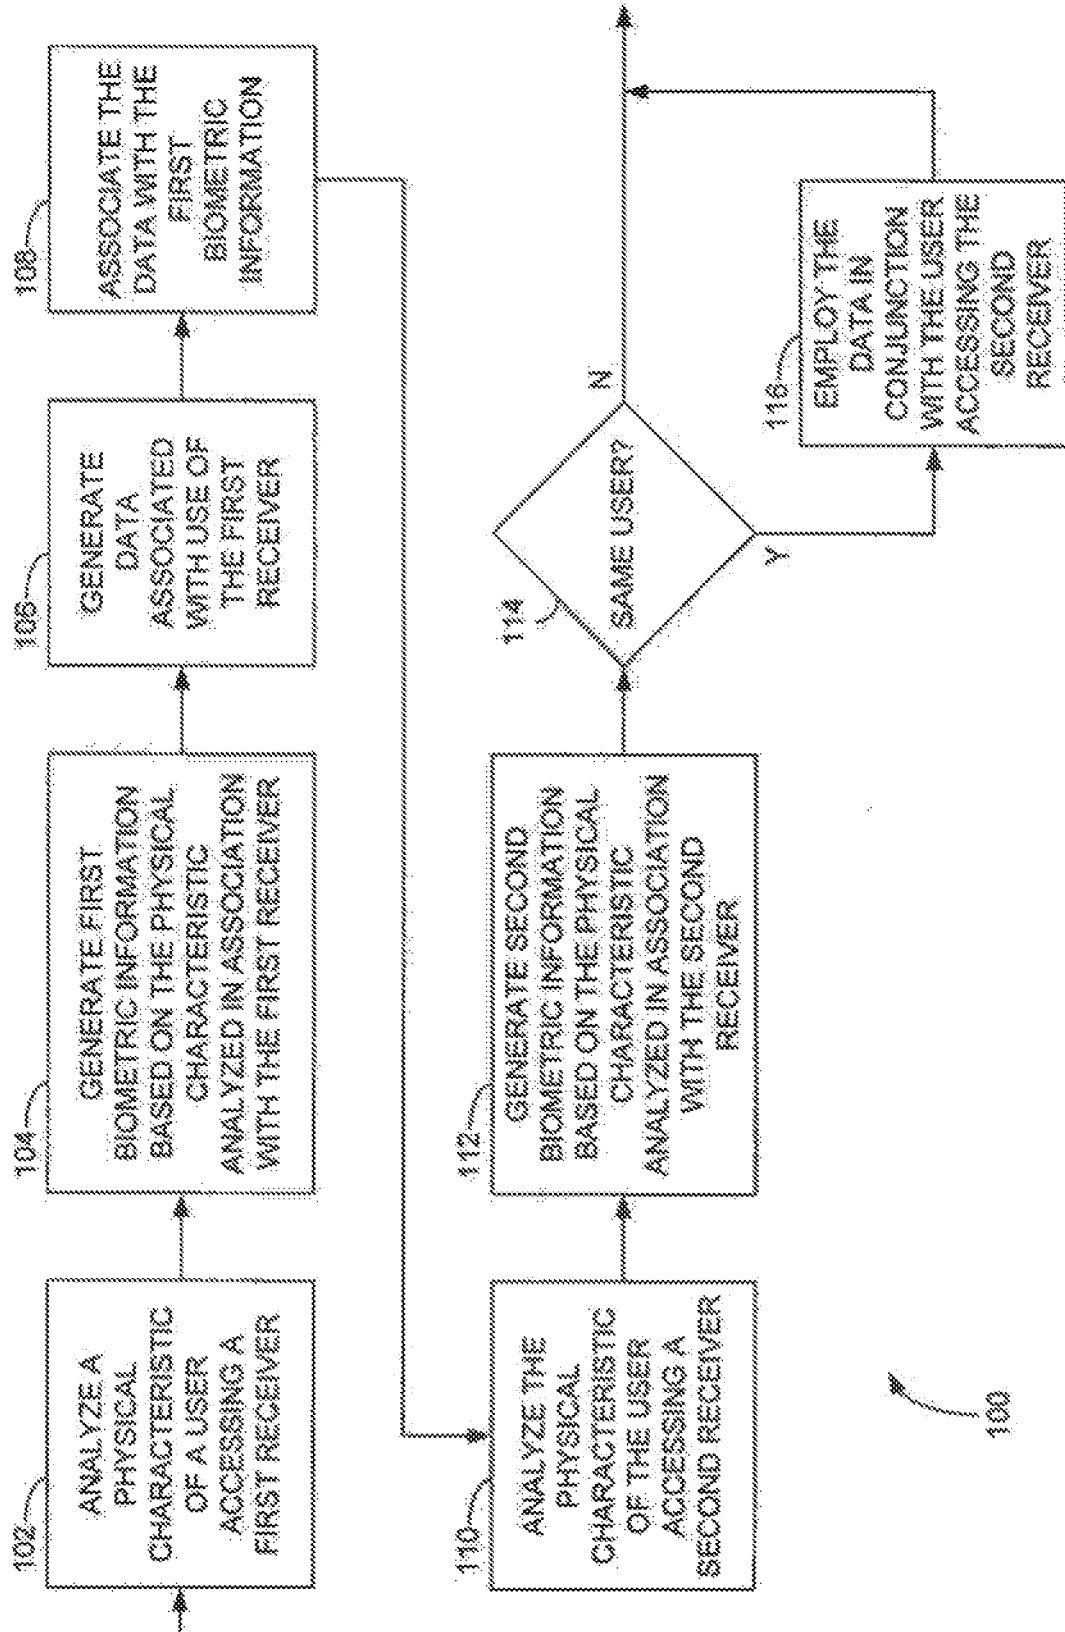 102
ANALYZE A
PHYSICAL
CHARACTERISTIC
OF A USER
ACCESSING A
FIRST RECEIVER
104
GENERATE FIRST
BIOMETRIC INFORMATION
BASED ON THE PHYSICAL
CHARACTERISTIC
ANALYZED IN ASSOCIATION
WITH THE FIRST RECEIVER
106
GENERATE
DATA
ASSOCIATED
WITH USE OF
THE FIRST
RECEIVER
108
ASSOCIATE THE
DATA WITH THE
FIRST
BIOMETRIC
INFORMATION
110
ANALYZE THE
PHYSICAL
CHARACTERISTIC
OF THE USER
ACCESSING A
SECOND RECEIVER
112
GENERATE SECOND
BIOMETRIC INFORMATION
BASED ON THE PHYSICAL
CHARACTERISTIC
ANALYZED IN ASSOCIATION
WITH THE SECOND
RECEIVER
114
SAME USER?
N
Y
116
EMPLOY THE
DATA IN
CONJUNCTION
WITH THE USER
ACCESSING THE
SECOND
RECEIVER
100